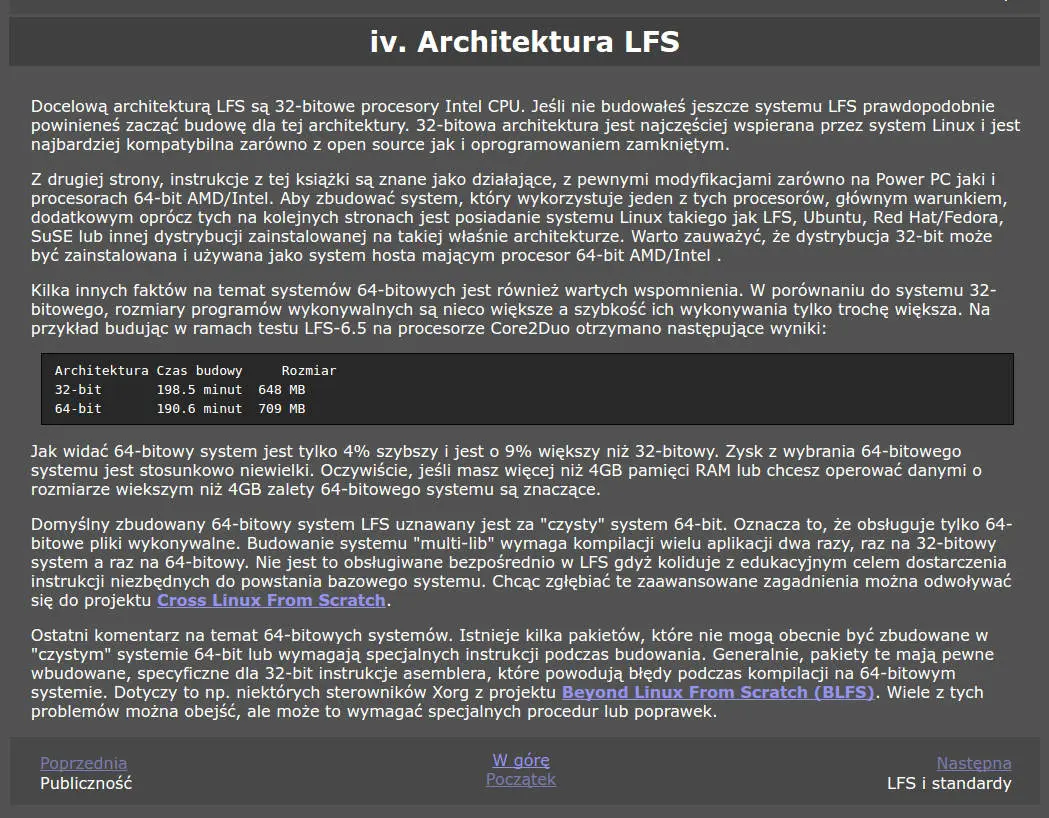 iv. Architektura LFS
Docelową architekturą LFS są 32-bitowe procesory Intel CPU. Jeśli nie budowałeś jeszcze systemu LFS prawdopodobnie
powinieneś zacząć budowę dla tej architektury. 32-bitowa architektura jest najczęściej wspierana przez system Linux i jest
najbardziej kompatybilna zarówno z open source jak i oprogramowaniem zamkniętym.
Z drugiej strony, instrukcje z tej książki są znane jako działające, z pewnymi modyfikacjami zarówno na Power PC jaki i
procesorach 64-bit AMD/Intel. Aby zbudować system, który wykorzystuje jeden z tych procesorów, głównym warunkiem,
dodatkowym oprócz tych na kolejnych stronach jest posiadanie systemu Linux takiego jak LFS, Ubuntu, Red Hat/Fedora,
SuSE lub innej dystrybucji zainstalowanej na takiej właśnie architekturze. Warto zauważyć, że dystrybucja 32-bit może
być zainstalowana i używana jako system hosta mającym procesor 64-bit AMD/Intel .
Kilka innych faktów na temat systemów 64-bitowych jest również wartych wspomnienia. W porównaniu do systemu 32-
bitowego, rozmiary programów wykonywalnych są nieco większe a szybkość ich wykonywania tylko trochę większa. Na
przykład budując w ramach testu LFS-6.5 na procesorze Core2Duo otrzymano następujące wyniki:
Architektura Czas budowy     Rozmiar
32-bit       198.5 minut  648 MB
64-bit       190.6 minut  709 MB
Jak widać 64-bitowy system jest tylko 4% szybszy i jest o 9% większy niż 32-bitowy. Zysk z wybrania 64-bitowego
systemu jest stosunkowo niewielki. Oczywiście, jeśli masz więcej niż 4GB pamięci RAM lub chcesz operować danymi o
rozmiarze wiekszym niż 4GB zalety 64-bitowego systemu są znaczące.
Domyślny zbudowany 64-bitowy system LFS uznawany jest za "czysty" system 64-bit. Oznacza to, że obsługuje tylko 64-
bitowe pliki wykonywalne. Budowanie systemu "multi-lib" wymaga kompilacji wielu aplikacji dwa razy, raz na 32-bitowy
system a raz na 64-bitowy. Nie jest to obsługiwane bezpośrednio w LFS gdyż koliduje z edukacyjnym celem dostarczenia
instrukcji niezbędnych do powstania bazowego systemu. Chcąc zgłębiać te zaawansowane zagadnienia można odwoływać
się do projektu Cross Linux From Scratch.
Ostatni komentarz na temat 64-bitowych systemów. Istnieje kilka pakietów, które nie mogą obecnie być zbudowane w
"czystym" systemie 64-bit lub wymagają specjalnych instrukcji podczas budowania. Generalnie, pakiety te mają pewne
wbudowane, specyficzne dla 32-bit instrukcje asemblera, które powodują błędy podczas kompilacji na 64-bitowym
systemie. Dotyczy to np. niektórych sterowników Xorg z projektu Beyond Linux From Scratch (BLFS). Wiele z tych
problemów można obejść, ale może to wymagać specjalnych procedur lub poprawek.
Poprzednia
Publiczność
W górę
Początek
Następna
LFS i standardy